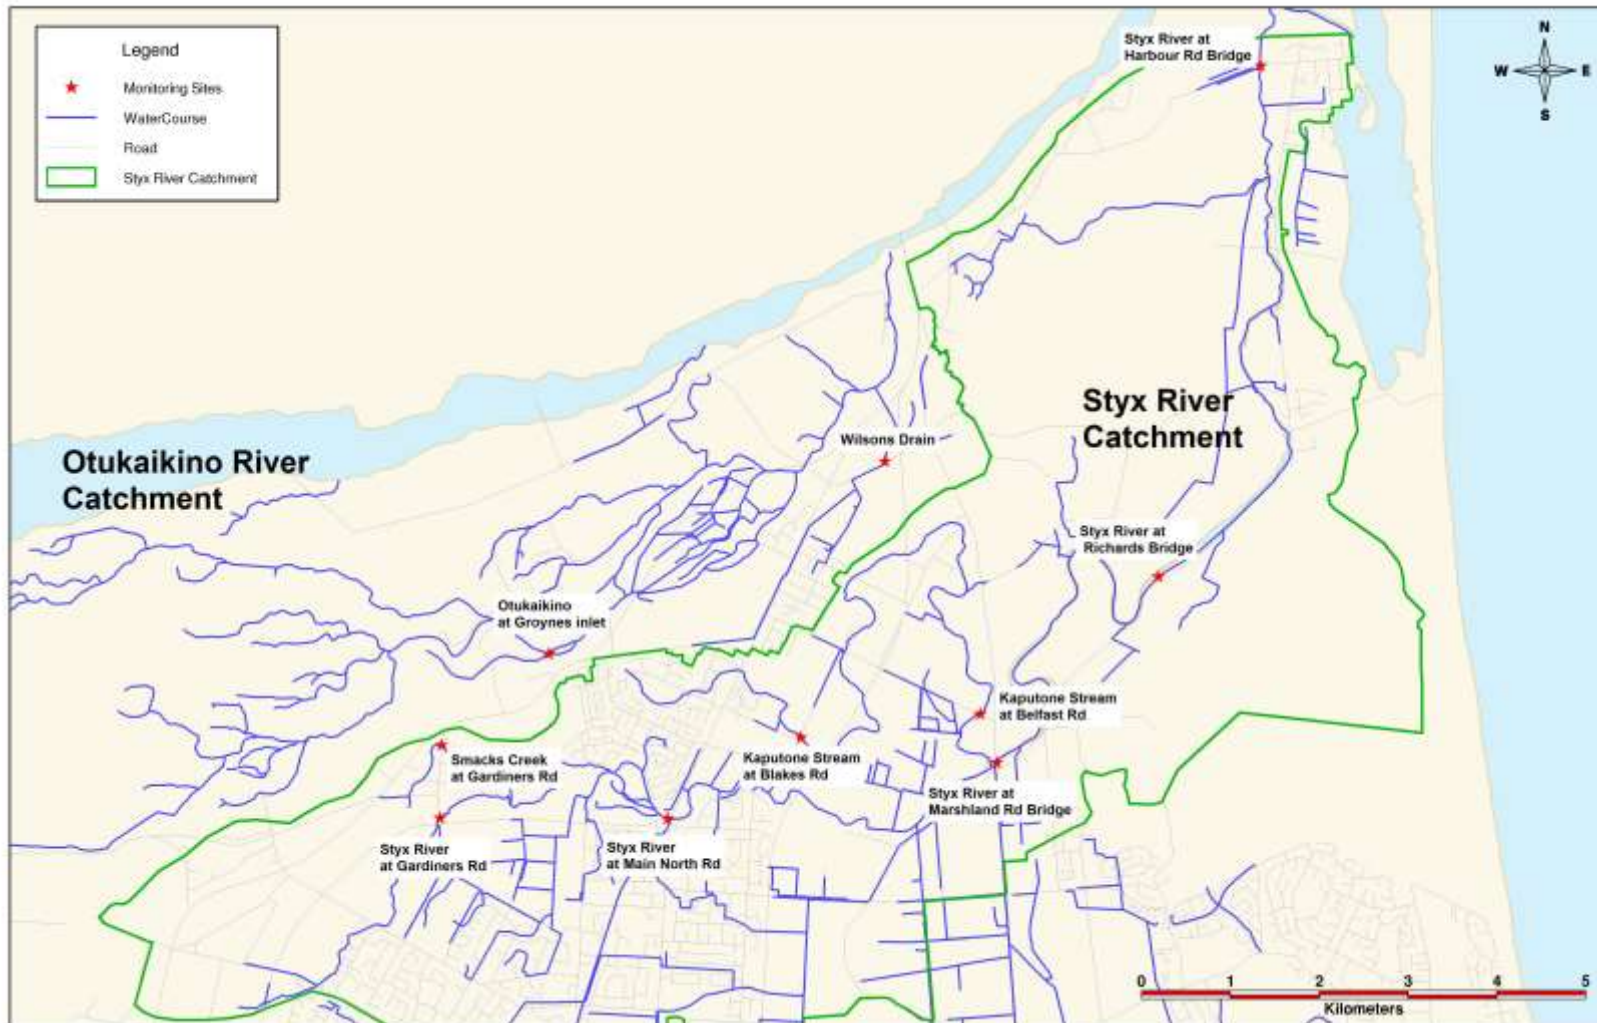 Legend
Monitoring Sites
WaterCourse
Road
Styx River Catchment
Styx River at
Harbour Rd Bridge
N
W
E
S
Styx River
Catchment
Otukaikino River
Catchment
Wilsons Drain
Styx River at
Richards Bridge
Otukaikino
at Groynes inlet
Kaputone Stream
at Belfast Rd
Smacks Creek
at Gardiners Rd
Kaputone Stream
at Blakes Rd
Styx River at
Marshland Rd Bridge
Styx River
at Gardiners Rd
Styx River
at Main North Rd
0 1 2 3 4 5
Kilometers